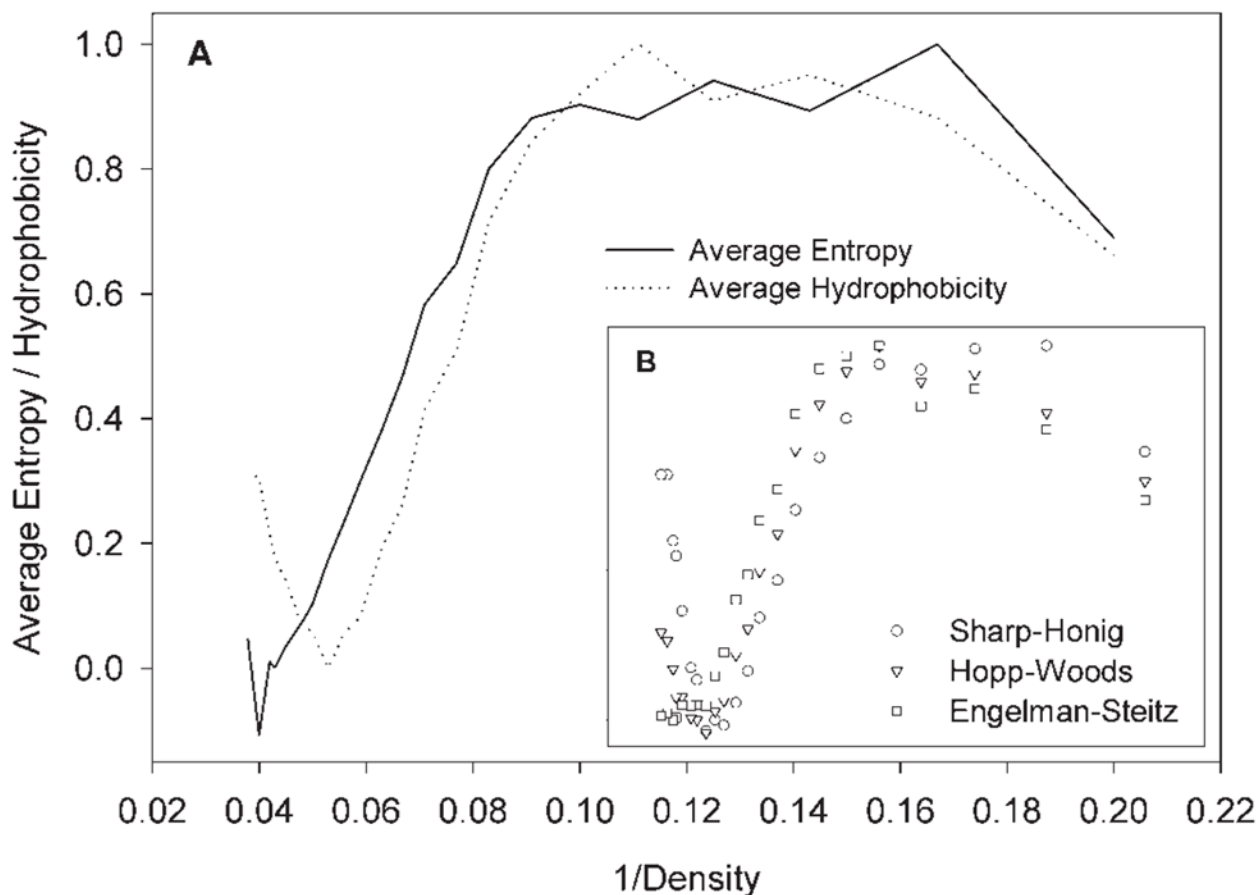 A
1.0
0.8
0.6
0.4
0.2
0.0
Average Entropy / Hydrophobicity
Average Entropy
Average Hydrophobicity
B
Sharp-Honig
Hopp-Woods
Engelman-Steitz
0.02 0.04 0.06 0.08 0.10 0.12 0.14 0.16 0.18 0.20 0.22
1/Density